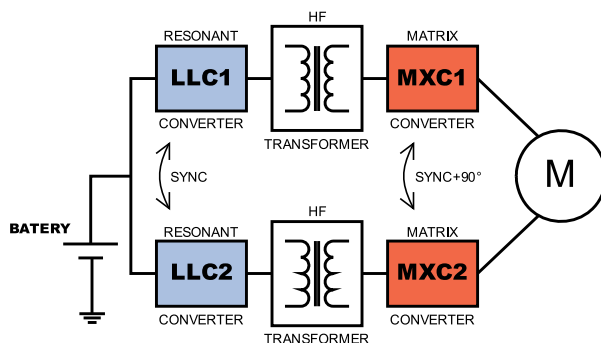 HF
RESONANT
MATRIX
LLC1
MXC1
CONVERTER
TRANSFORMER
CONVERTER
SYNC
SYNC+90°
M
BATERY
HF
RESONANT
MATRIX
LLC2
MXC2
CONVERTER
TRANSFORMER
CONVERTER